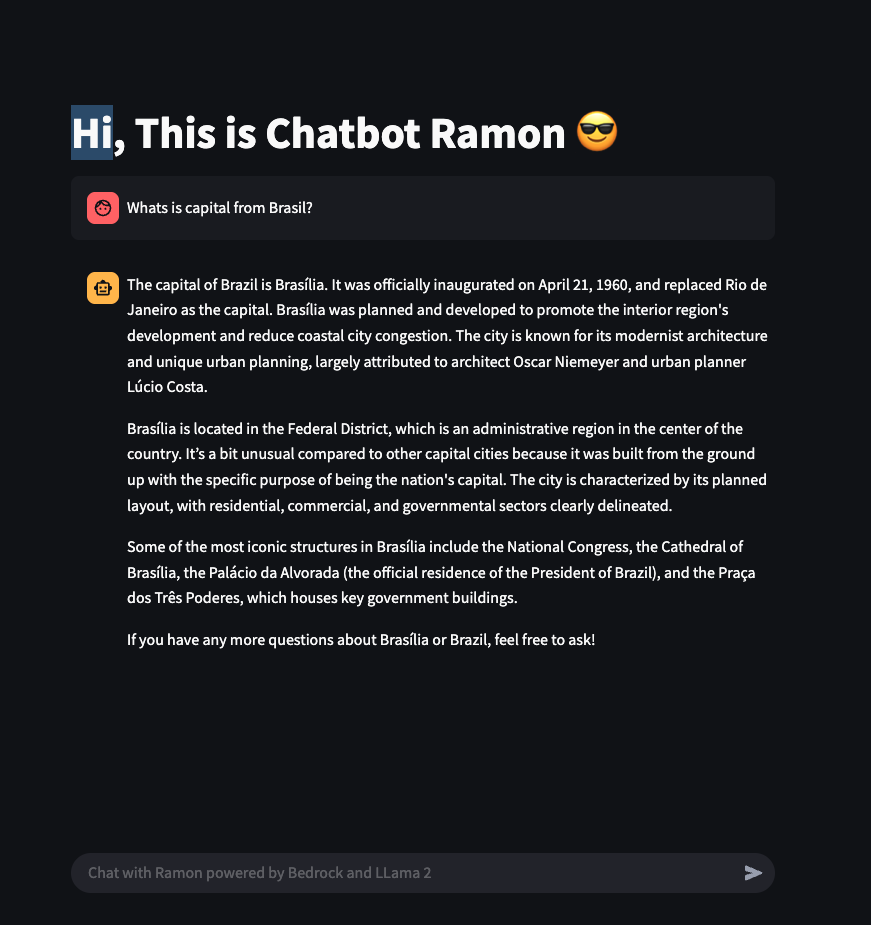 Hi, This is Chatbot Ramon 😎
Whats is capital from Brasil?
The capital of Brazil is Brasília. It was officially inaugurated on April 21, 1960, and replaced Rio de
Janeiro as the capital. Brasília was planned and developed to promote the interior region's
development and reduce coastal city congestion. The city is known for its modernist architecture
and unique urban planning, largely attributed to architect Oscar Niemeyer and urban planner
Lúcio Costa.
Brasília is located in the Federal District, which is an administrative region in the center of the
country. It’s a bit unusual compared to other capital cities because it was built from the ground
up with the specific purpose of being the nation's capital. The city is characterized by its planned
layout, with residential, commercial, and governmental sectors clearly delineated.
Some of the most iconic structures in Brasília include the National Congress, the Cathedral of
Brasília, the Palácio da Alvorada (the official residence of the President of Brazil), and the Praça
dos Três Poderes, which houses key government buildings.
If you have any more questions about Brasília or Brazil, feel free to ask!
Chat with Ramon powered by Bedrock and LLama 2